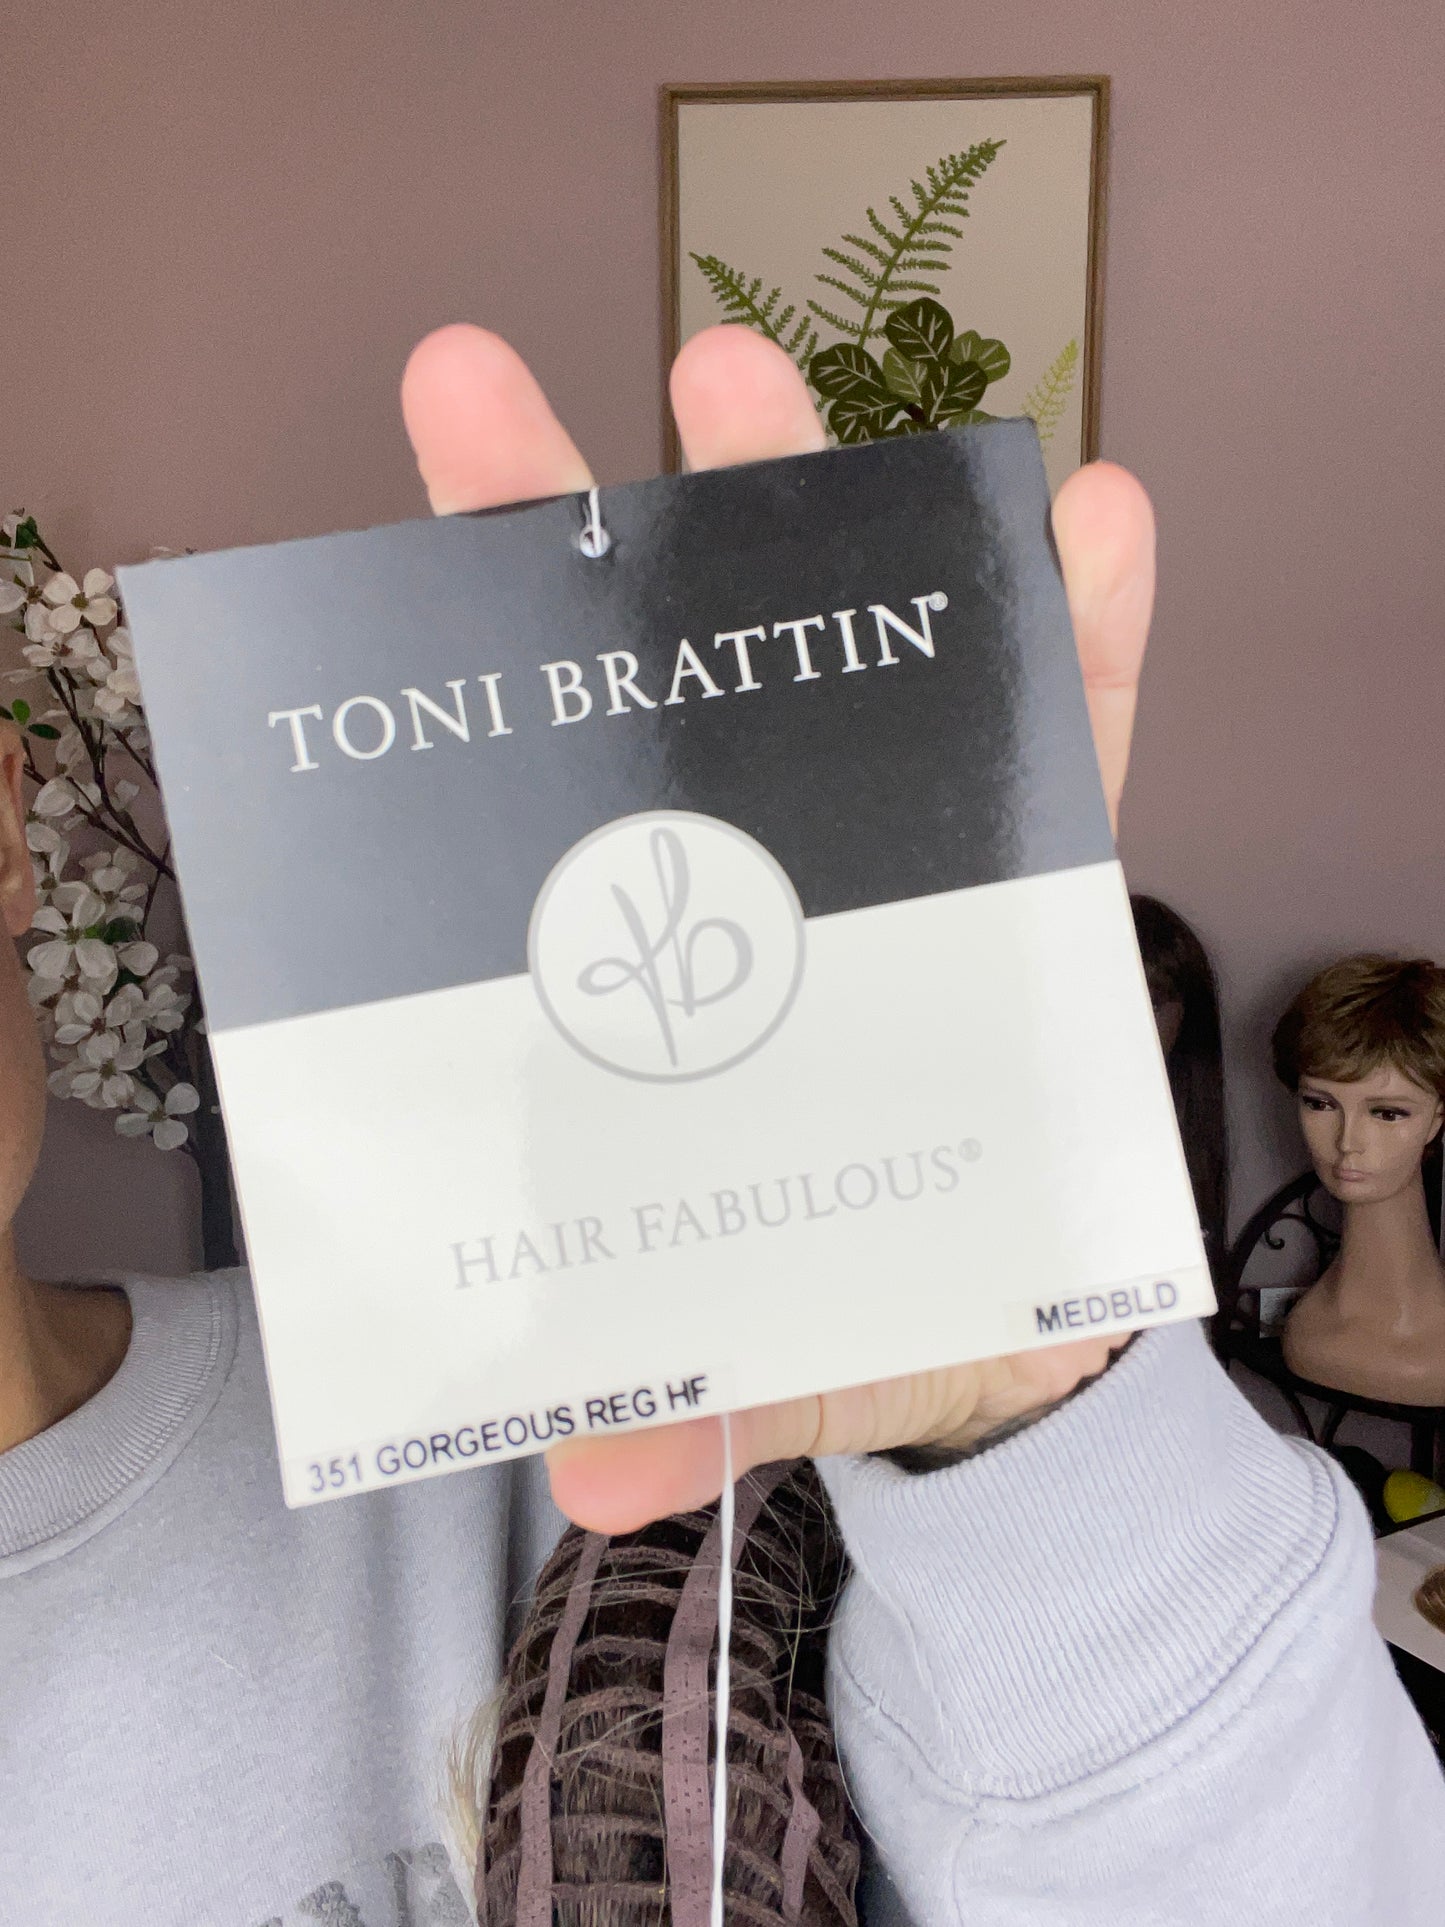 TONI BRATTIN®
HAIR FABULOUS®
MEDBLD
351 GORGEOUS REG HF